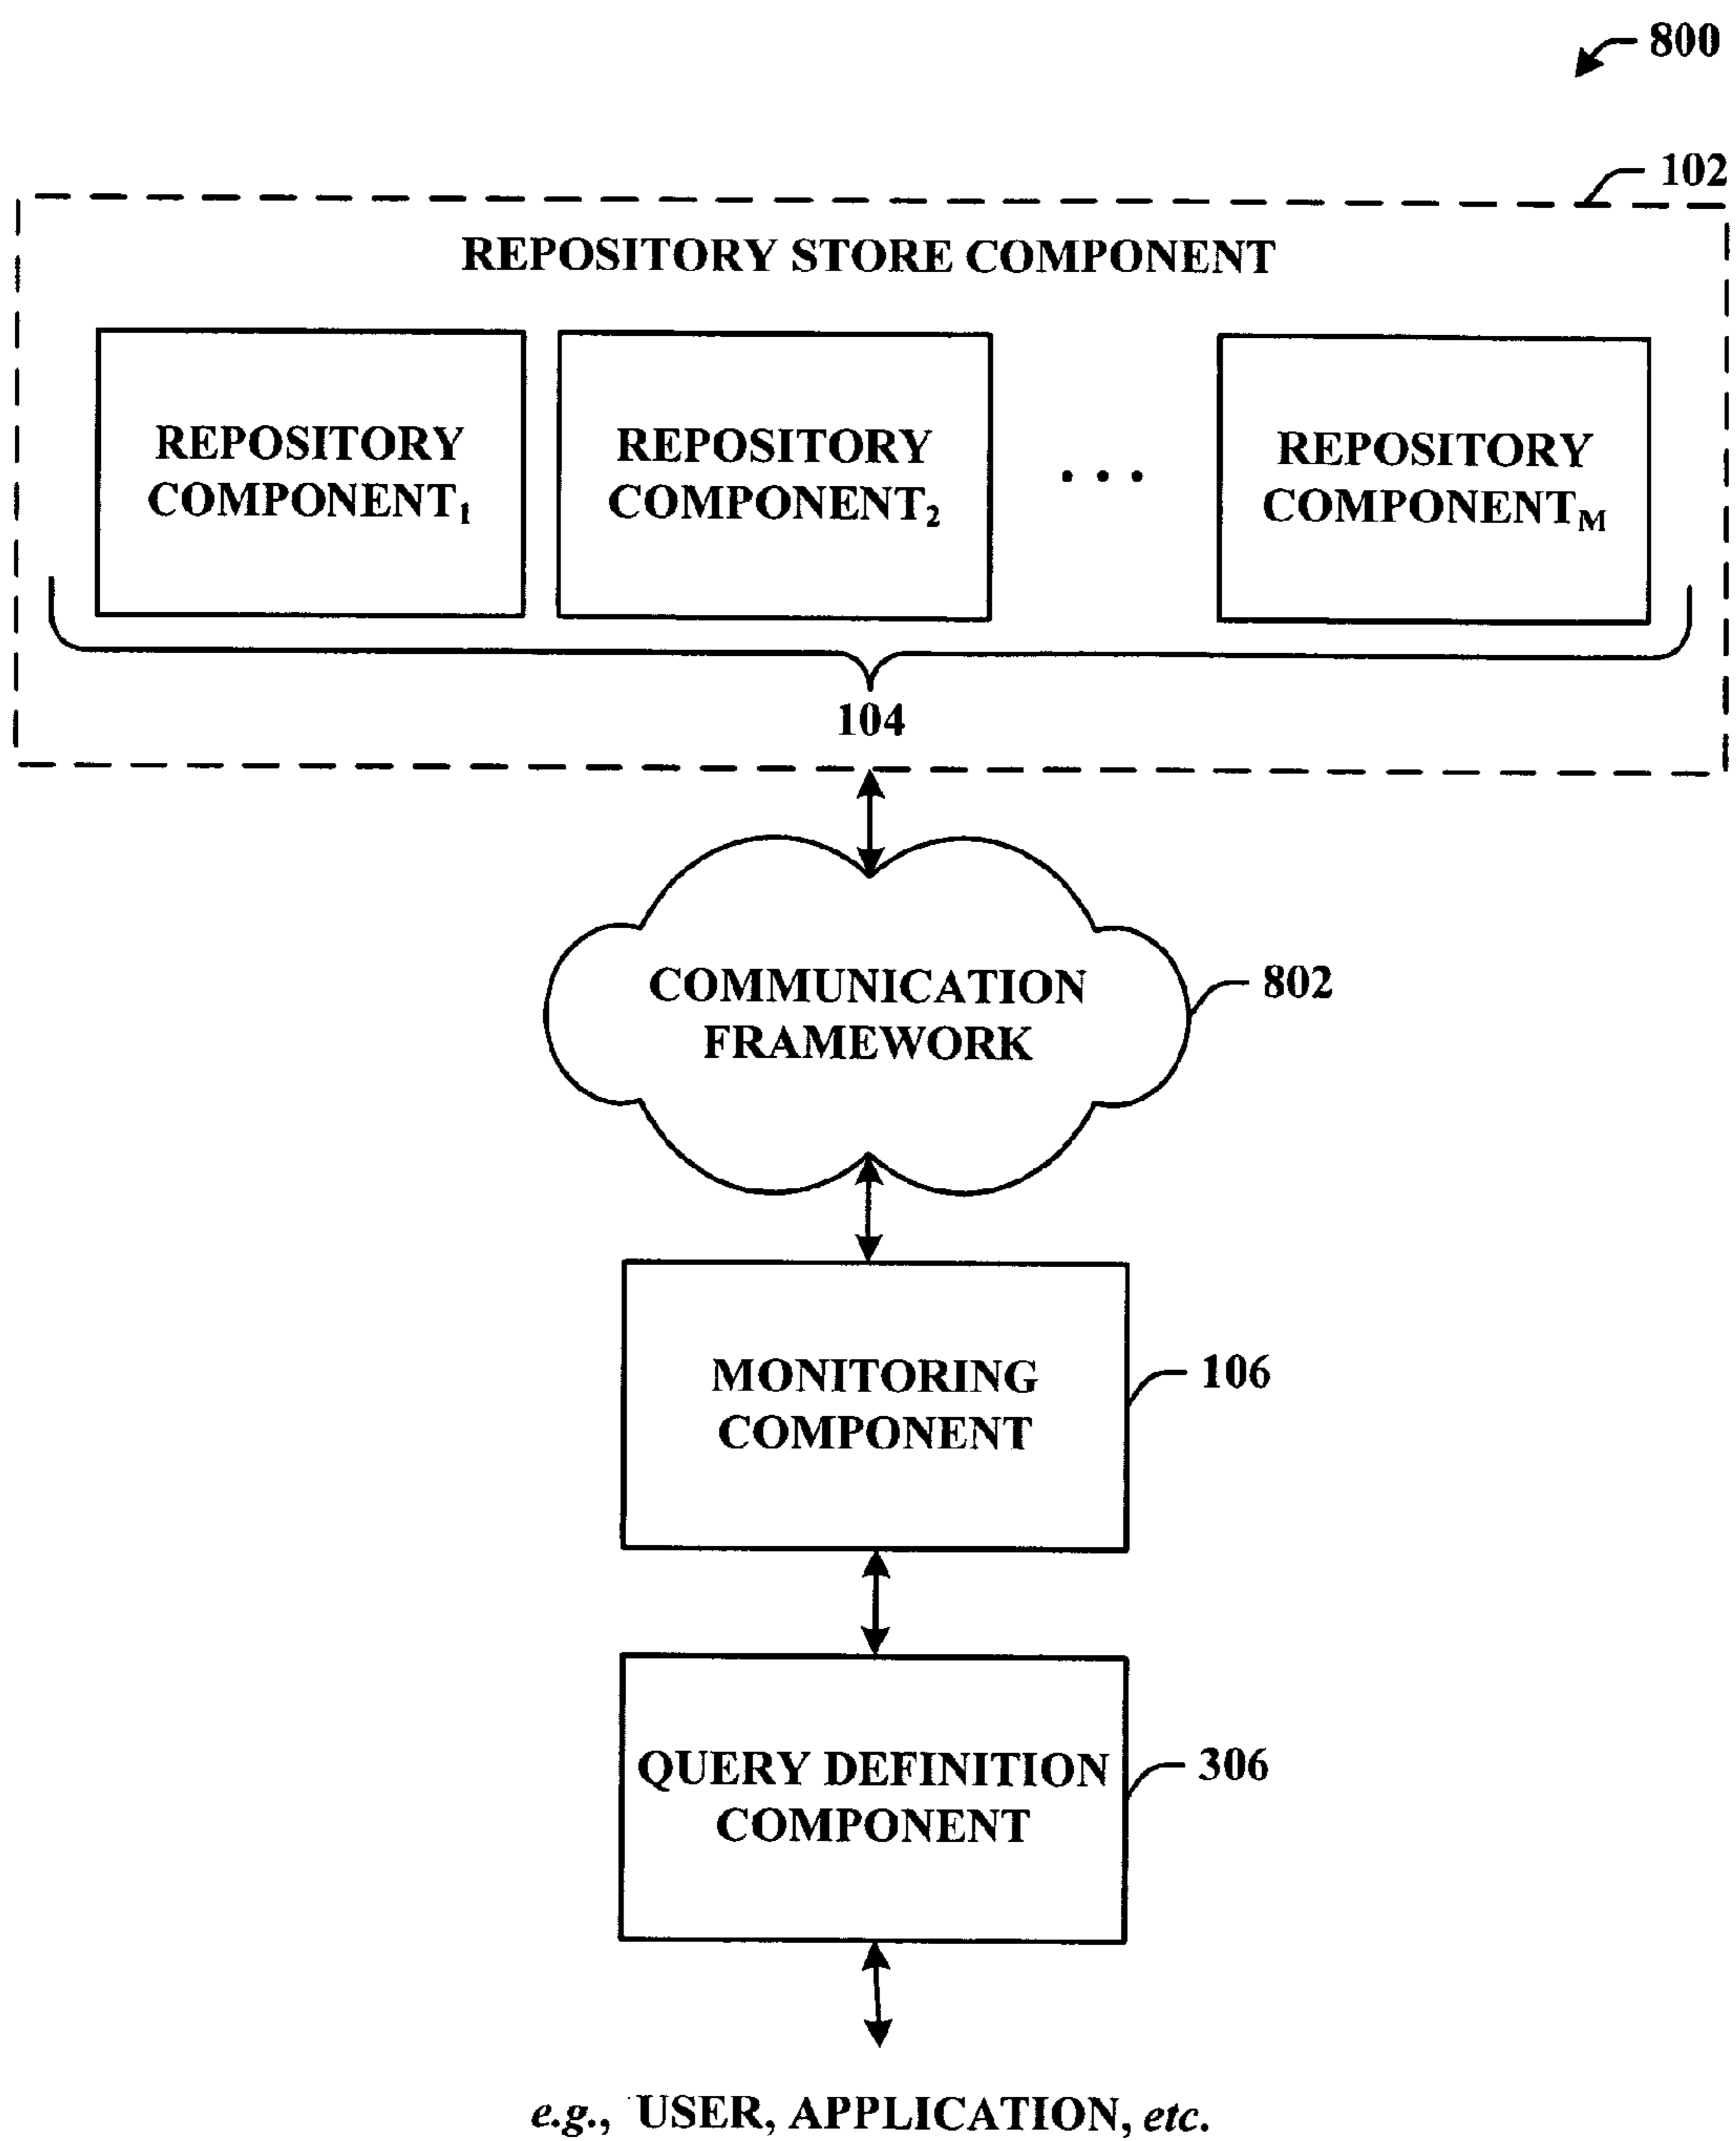 800
102
REPOSITORY STORE COMPONENT
REPOSITORY
COMPONENT₁
REPOSITORY
COMPONENT₂
. . .
REPOSITORY
COMPONENTM
104
COMMUNICATION
FRAMEWORK
802
MONITORING
COMPONENT
106
QUERY DEFINITION
COMPONENT
306
e.g., USER, APPLICATION, etc.